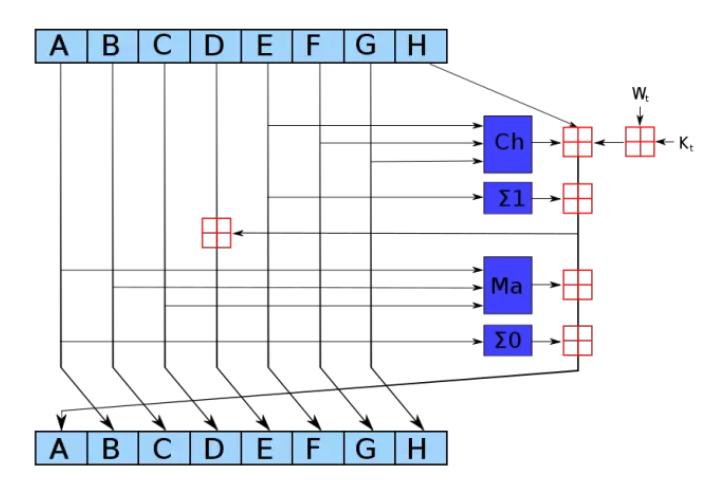 A B C D E F G H
W_t
Ch
K_t
Σ1
Ma
Σ0
A B C D E F G H